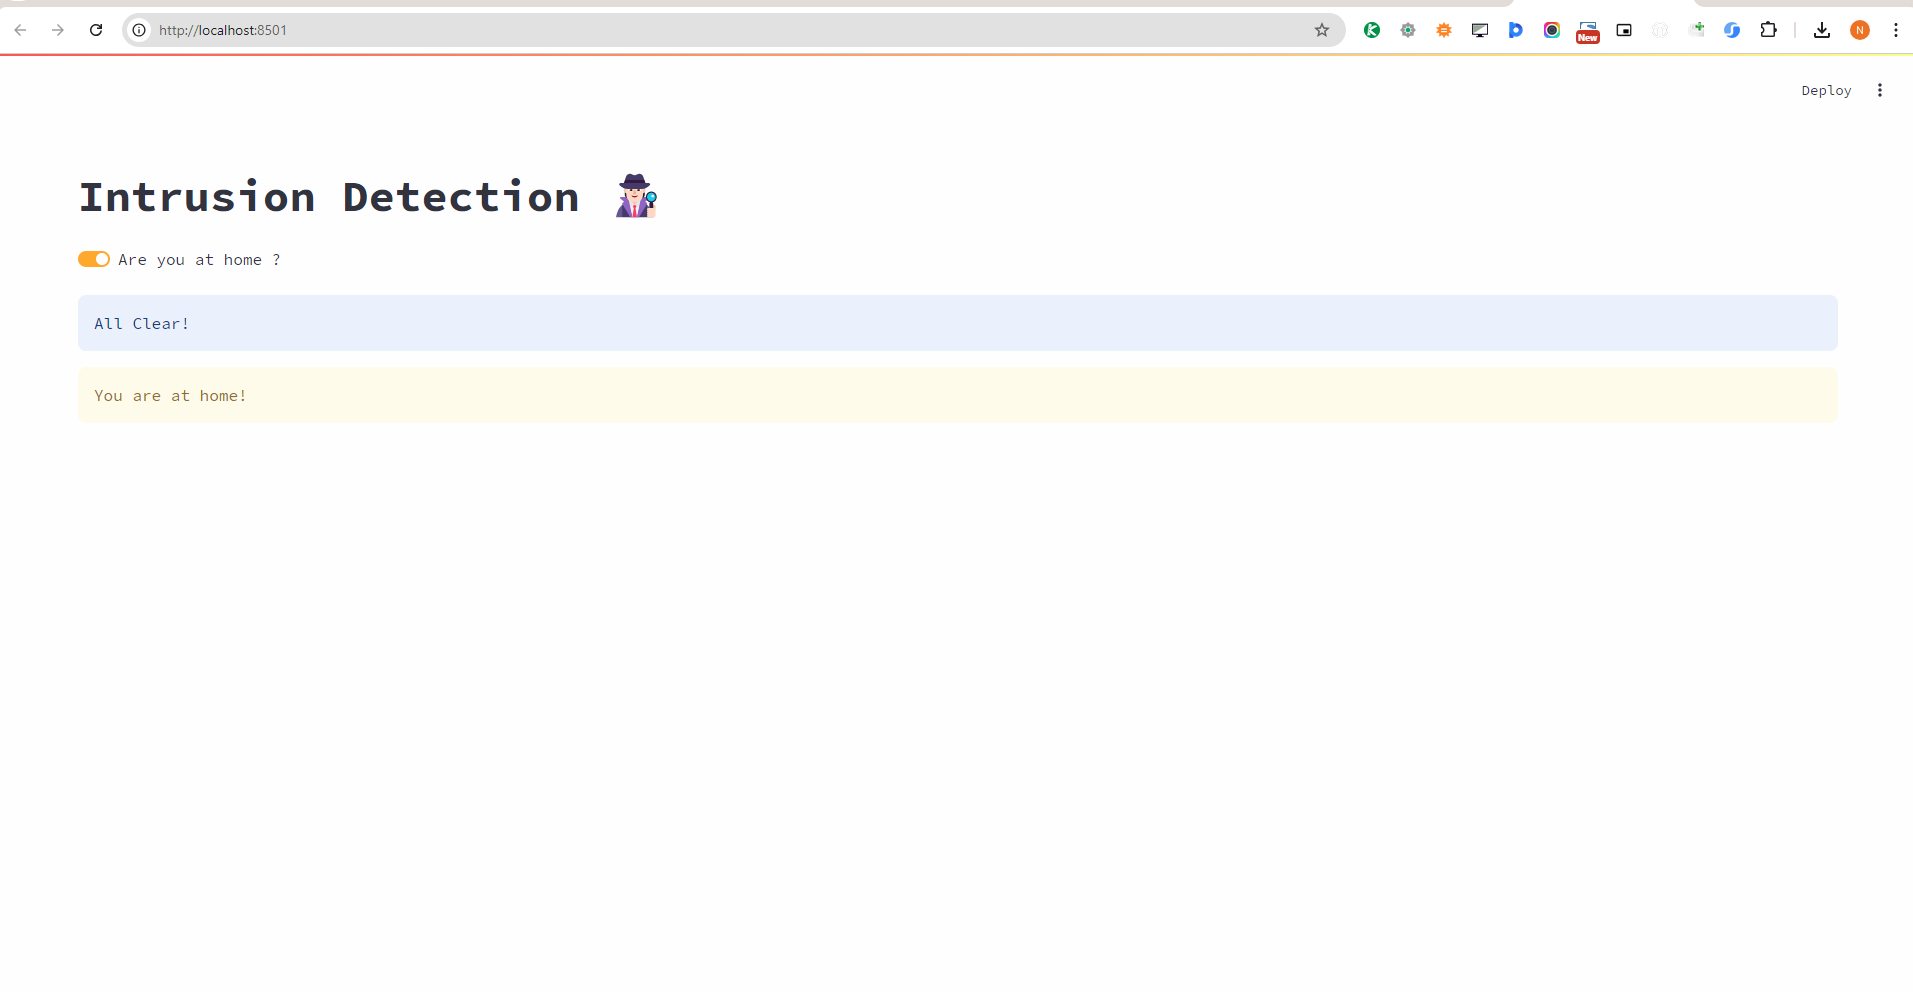 http://localhost:8501
New
N
Deploy
Intrusion Detection
Are you at home ?
All Clear!
You are at home!